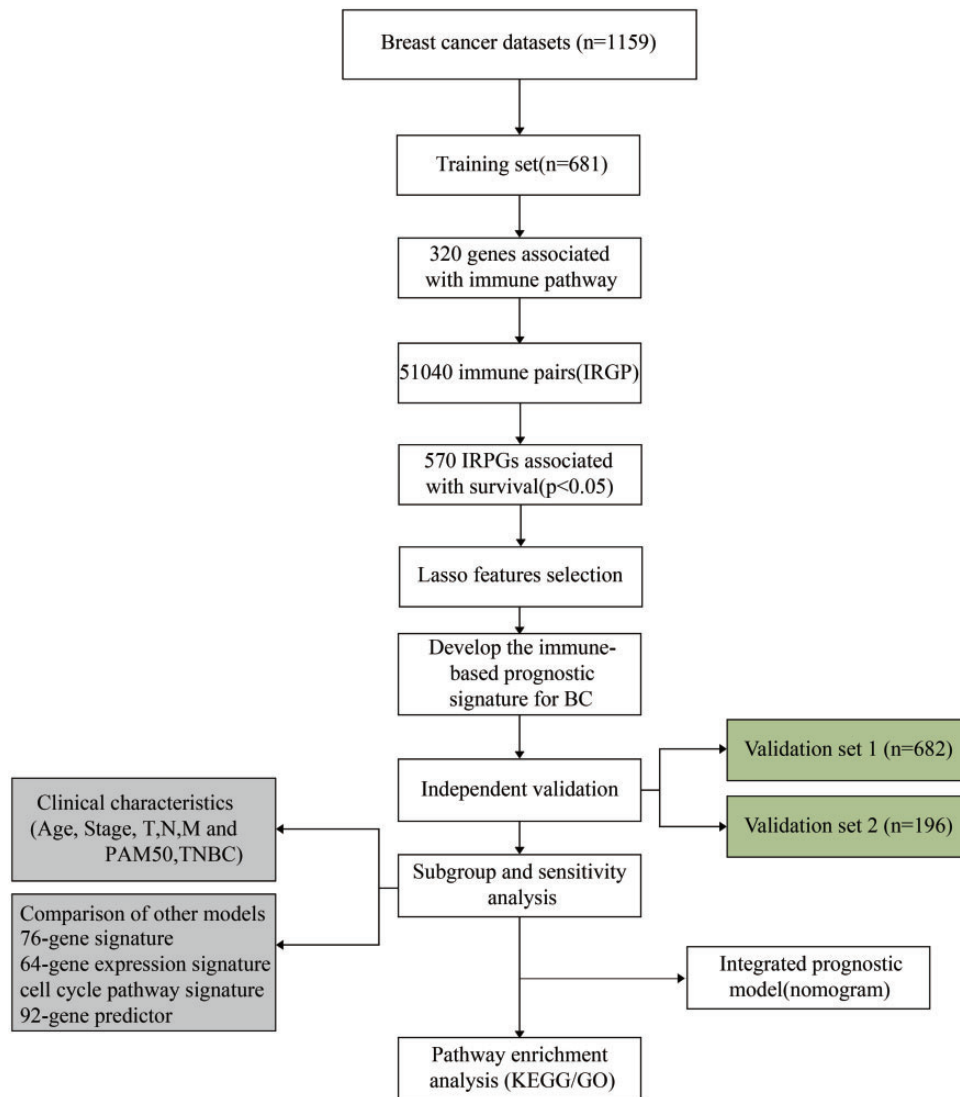 Breast cancer datasets (n=1159)
Training set(n=681)
320 genes associated
with immune pathway
51040 immune pairs(IRGP)
570 IRPGs associated
with survival(p<0.05)
Lasso features selection
Develop the immune-
based prognostic
signature for BC
Independent validation
Validation set 1 (n=682)
Validation set 2 (n=196)
Clinical characteristics
(Age, Stage, T,N,M and
PAM50,TNBC)
Subgroup and sensitivity
analysis
Comparison of other models
76-gene signature
64-gene expression signature
cell cycle pathway signature
92-gene predictor
Integrated prognostic
model(nomogram)
Pathway enrichment
analysis (KEGG/GO)